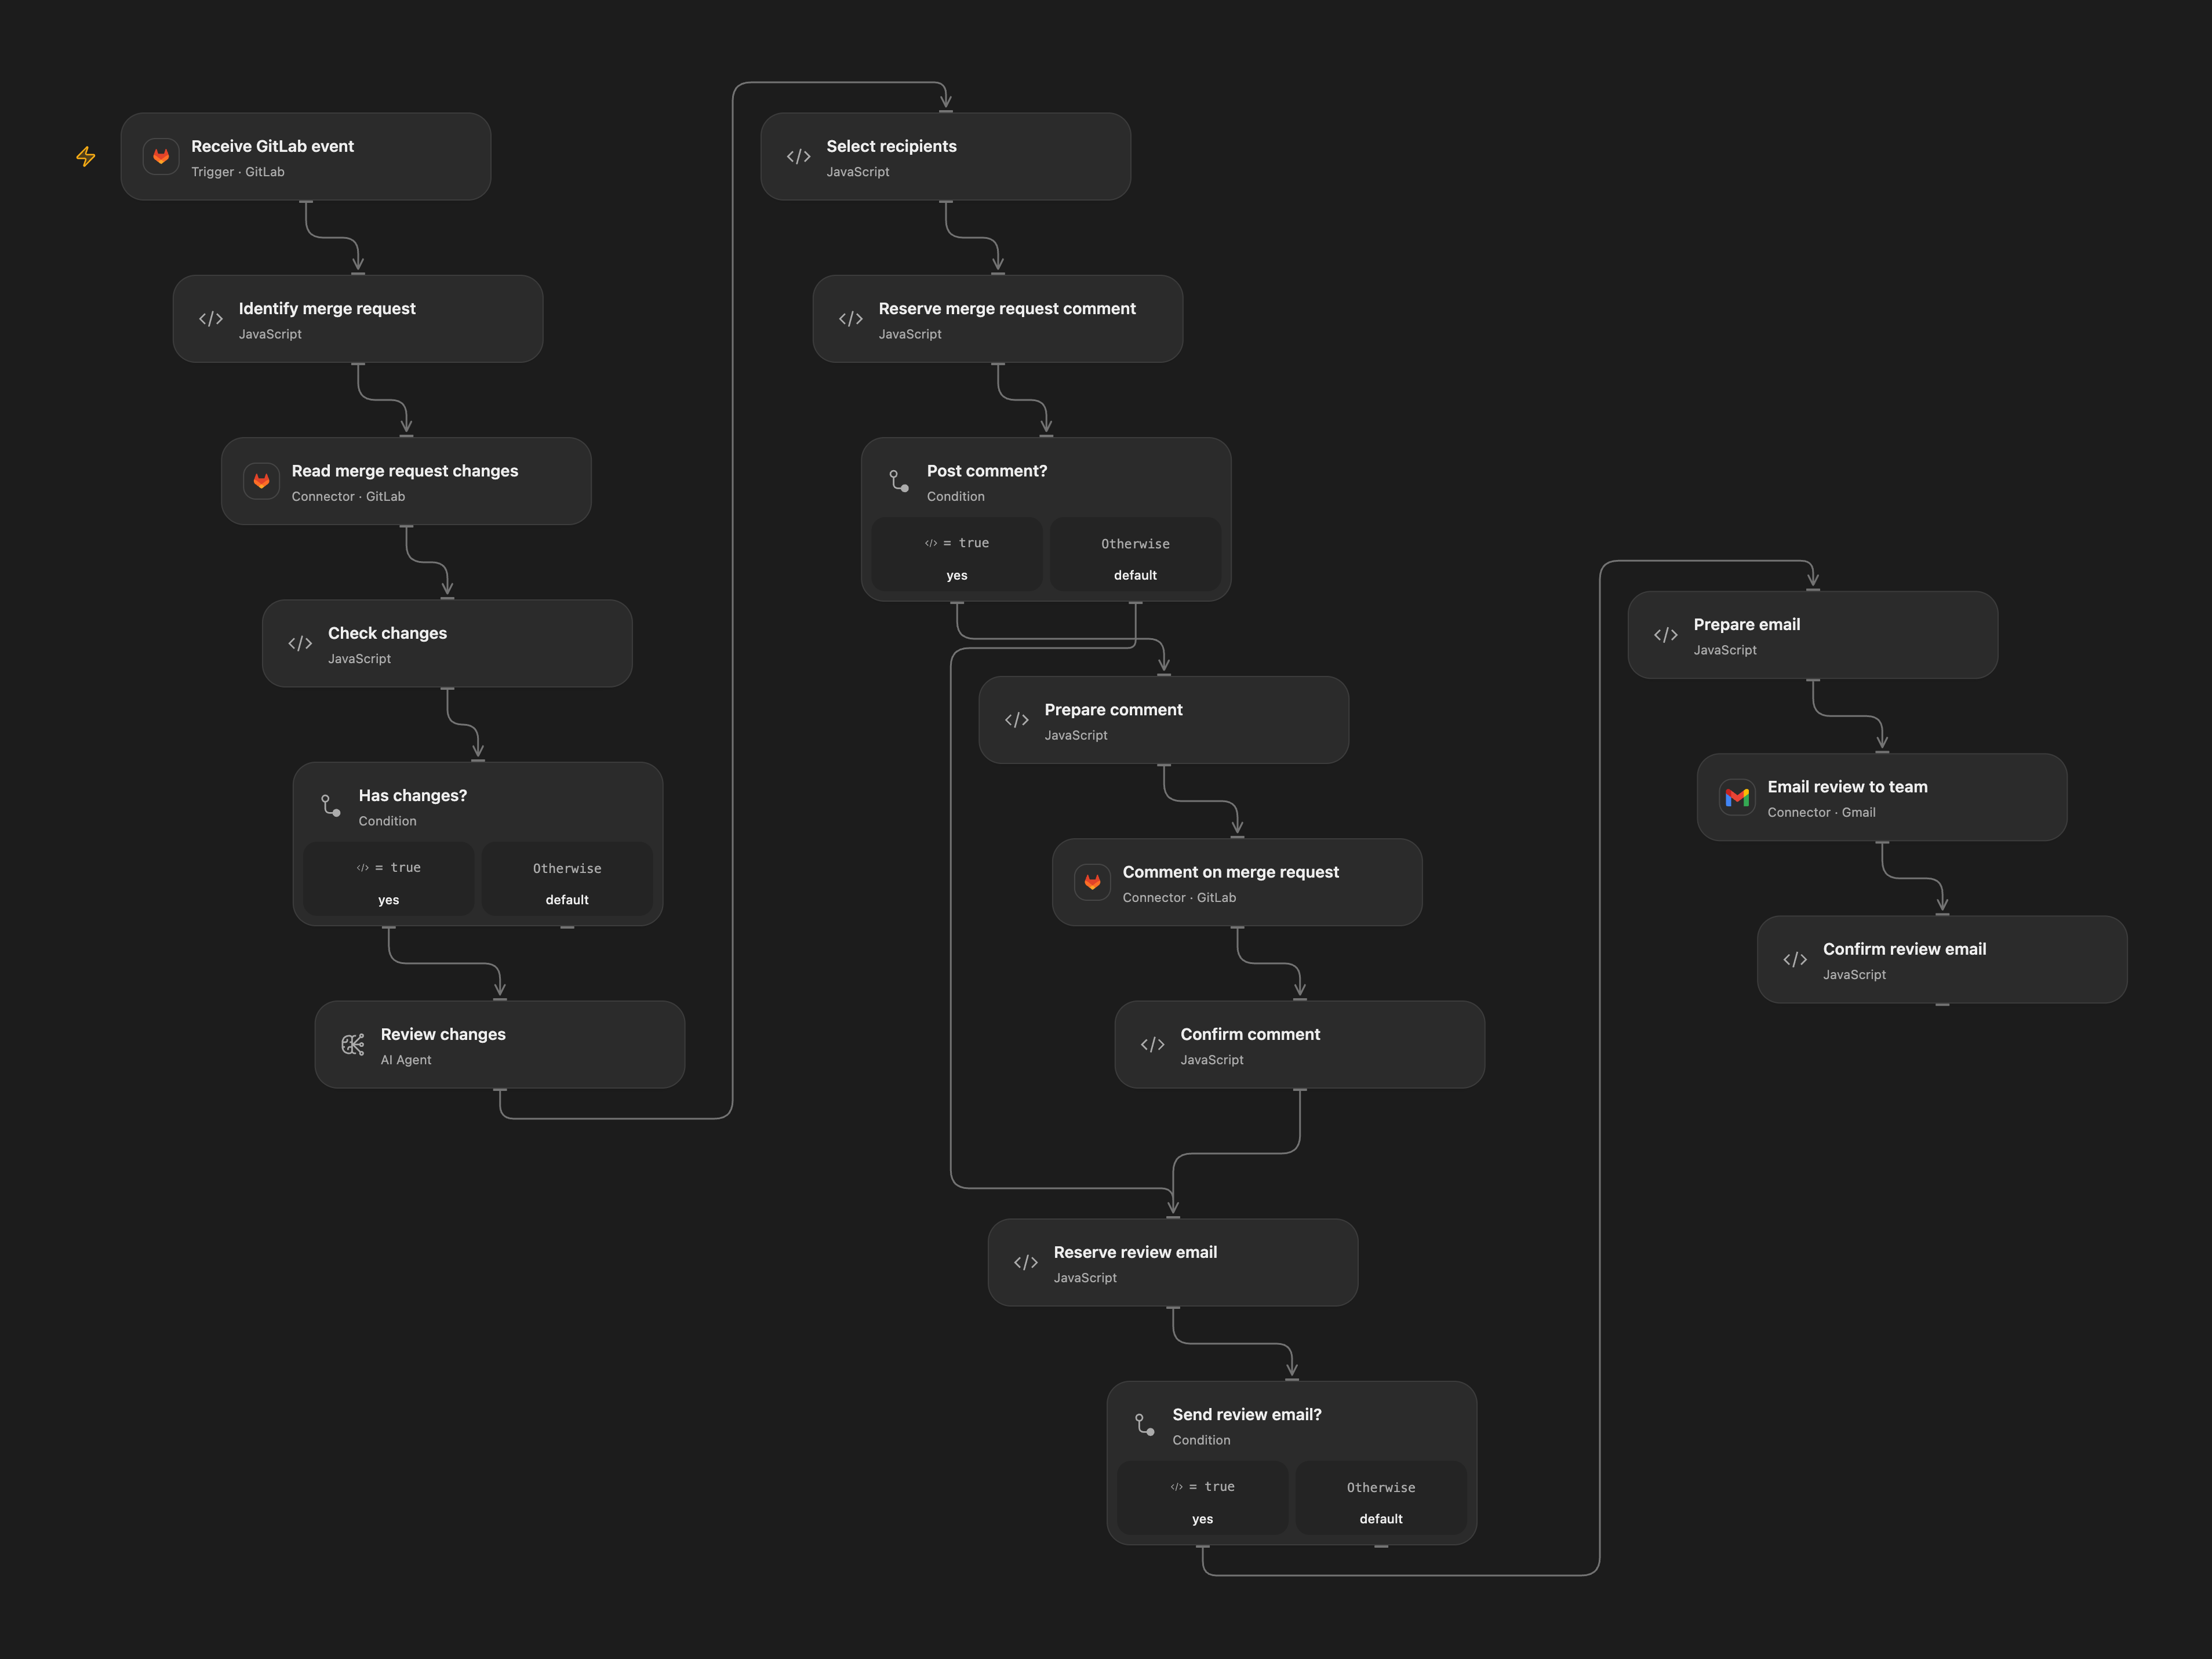 Receive GitLab event
Trigger · GitLab
Identify merge request
JavaScript
Read merge request changes
Connector · GitLab
Check changes
JavaScript
Has changes?
Condition
</> = true
Otherwise
yes
default
Review changes
AI Agent
Select recipients
JavaScript
Reserve merge request comment
JavaScript
Post comment?
Condition
</> = true
Otherwise
yes
default
Prepare comment
JavaScript
Comment on merge request
Connector · GitLab
Confirm comment
JavaScript
Reserve review email
JavaScript
Send review email?
Condition
</> = true
Otherwise
yes
default
Prepare email
JavaScript
Email review to team
Connector · Gmail
Confirm review email
JavaScript